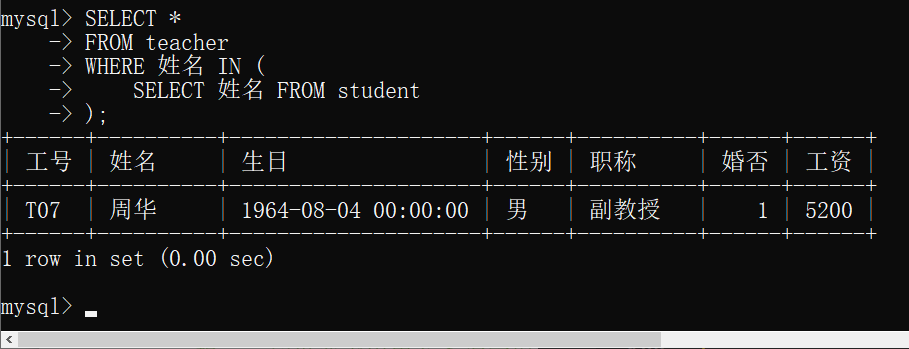 mysql> SELECT *
    -> FROM teacher
    -> WHERE 姓名 IN (
    ->     SELECT 姓名 FROM student
    -> );
+------+----------+---------------------+------+---------+------+------+
| 工号 | 姓名 | 生日 | 性别 | 职称 | 婚否 | 工资 |
+------+----------+---------------------+------+---------+------+------+
| T07 | 周华 | 1964-08-04 00:00:00 | 男 | 副教授 | 1 | 5200 |
+------+----------+---------------------+------+---------+------+------+
1 row in set (0.00 sec)
mysql>